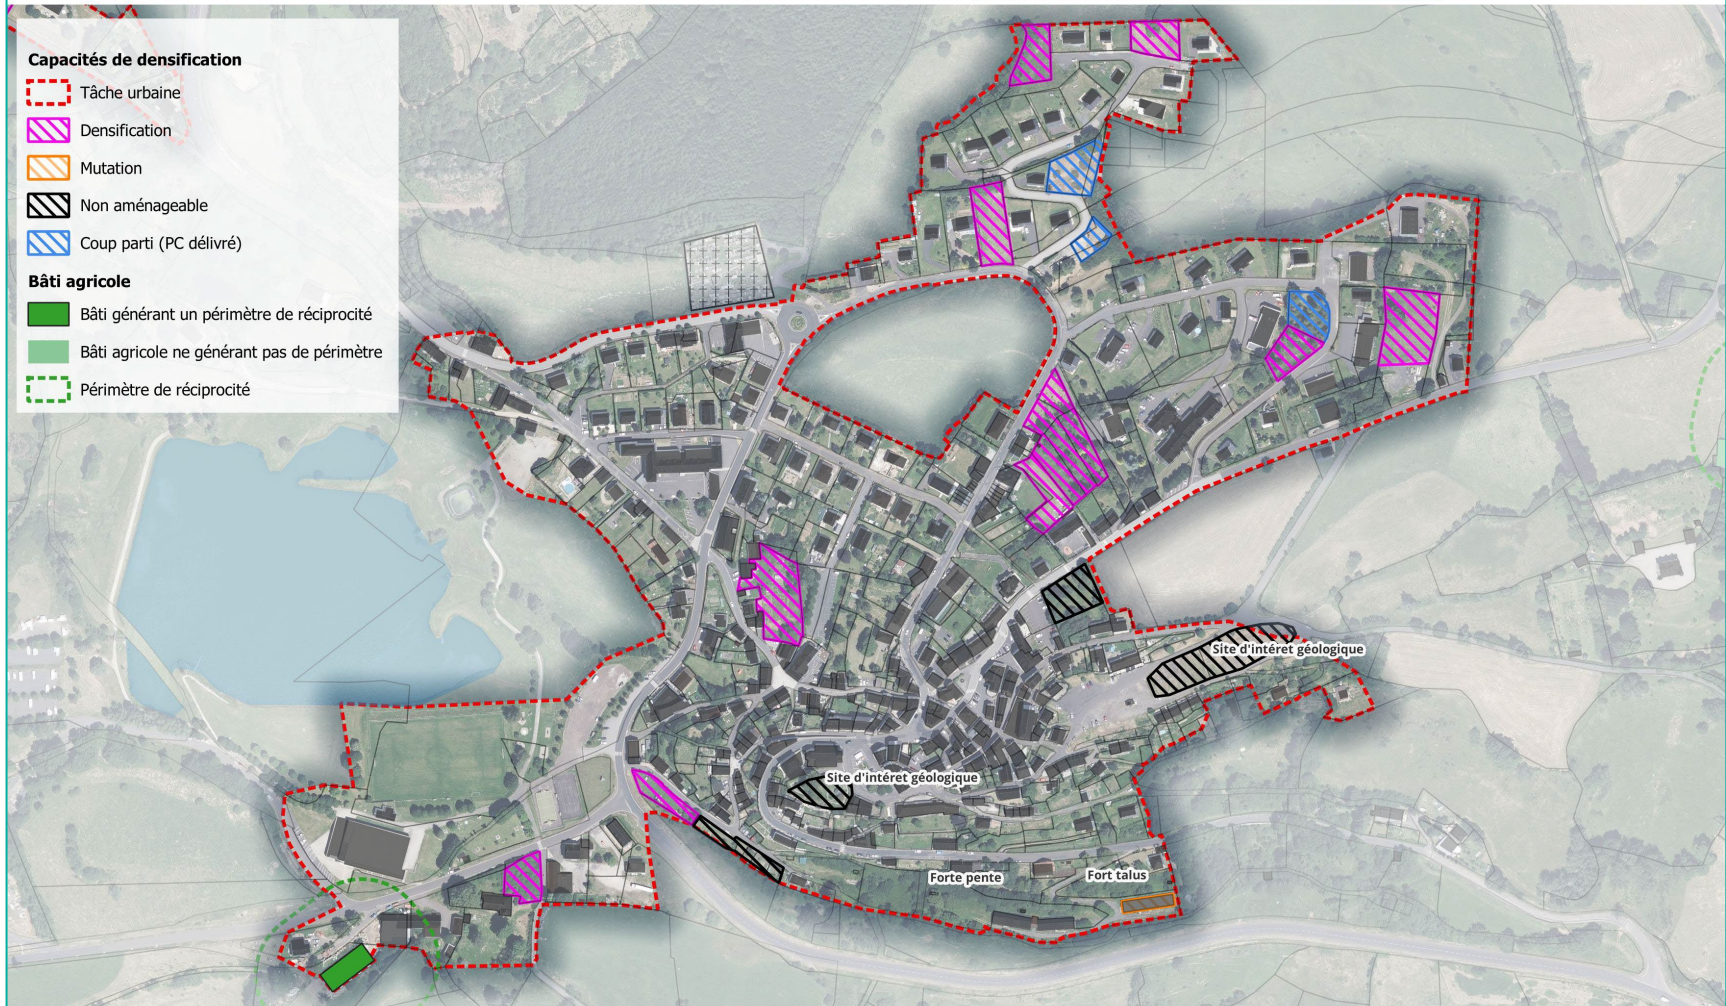 Capacités de densification
Tâche urbaine
Densification
Mutation
Non aménageable
Coup parti (PC délivré)
Bâti agricole
Bâti générant un périmètre de réciprocité
Bâti agricole ne générant pas de périmètre
Périmètre de réciprocité
Site d'intéret géologique
Site d'intéret géologique
Forte pente
Fort talus